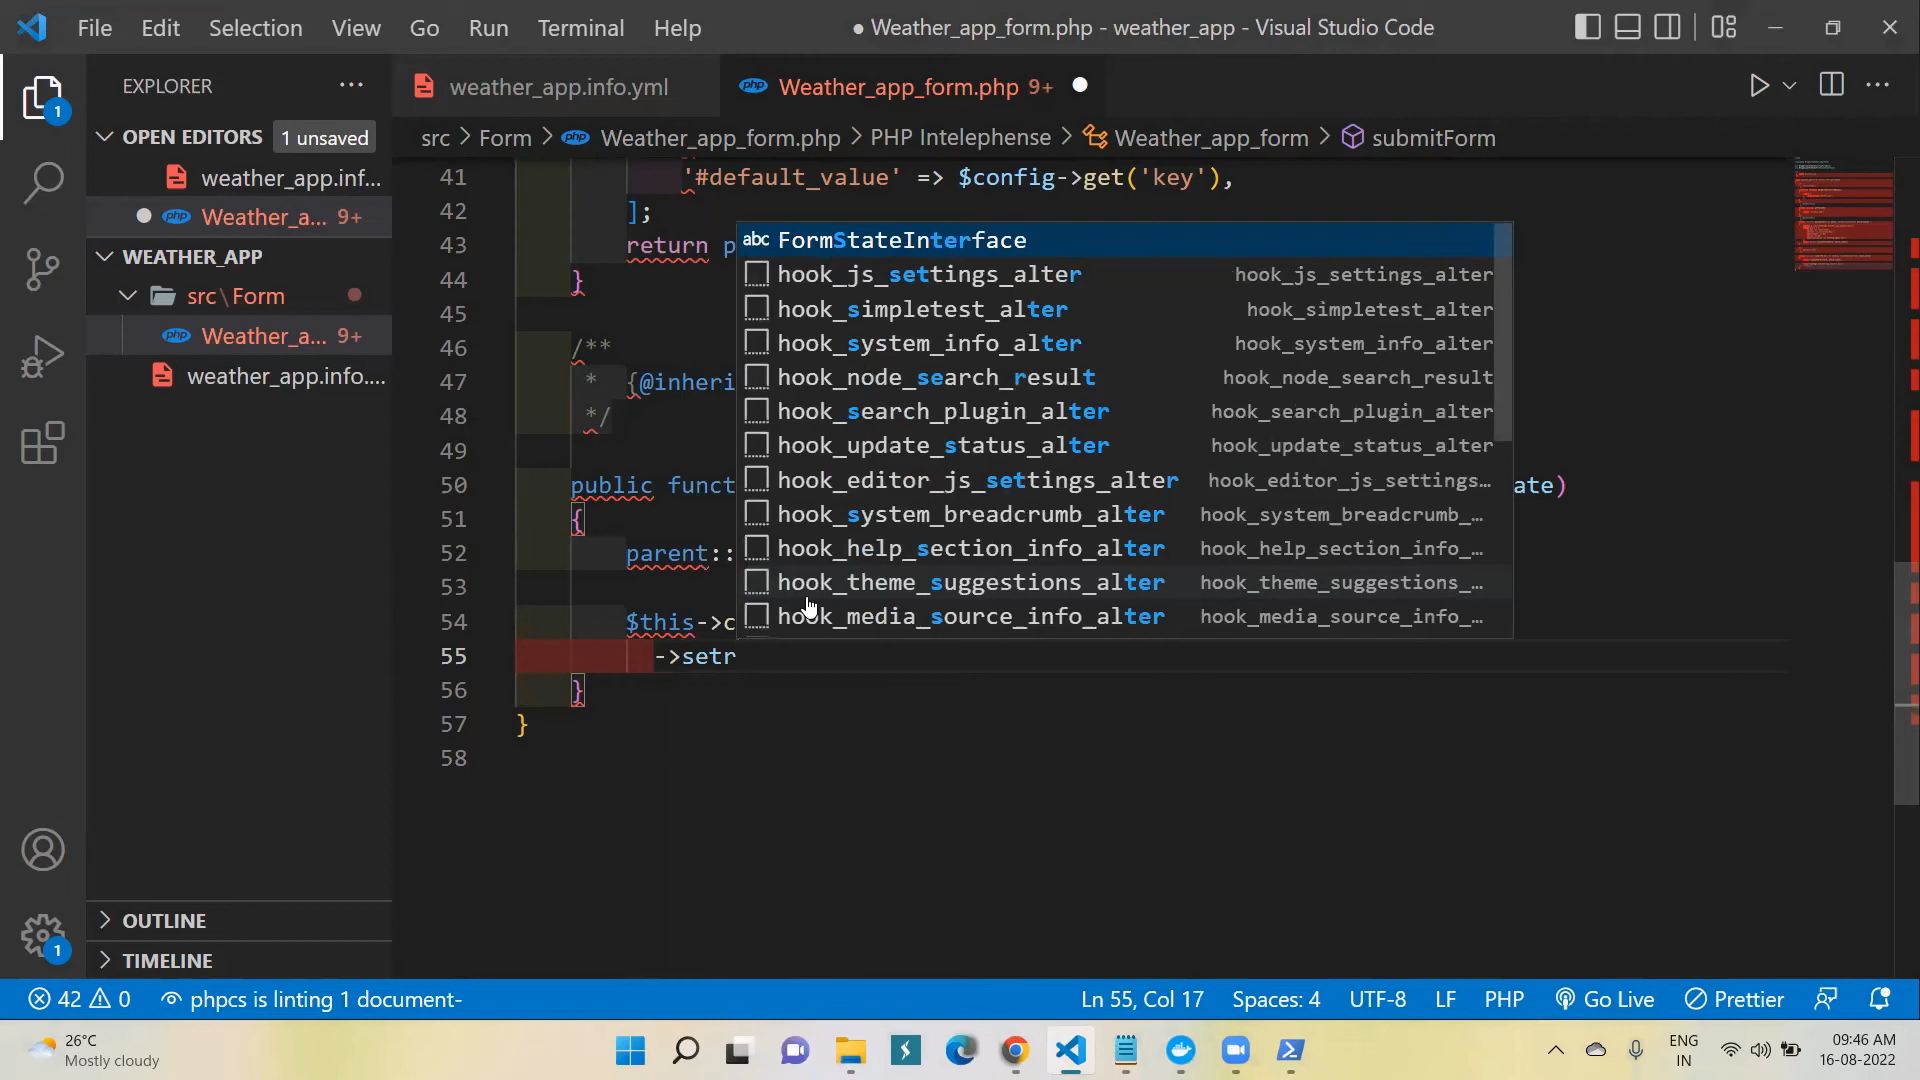 File Edit Selection View Go Run Terminal Help
● Weather_app_form.php - weather_app - Visual Studio Code
EXPLORER
weather_app.info.yml
Weather_app_form.php 9+
OPEN EDITORS 1 unsaved
src > Form > Weather_app_form.php > PHP Intelephense > Weather_app_form > submitForm
weather_app.inf...
Weather_a... 9+
WEATHER_APP
src\Form
Weather_a... 9+
weather_app.info....
41 '#default_value' => $config->get('key'),
42 ];
43 return p
44 }
45
46 /**
47 * {@inheri
48 */
49
50 public funct ate)
51 {
52 parent::
53
54 $this->c
55 ->setr
56 }
57 }
58
abc FormStateInterface
hook_js_settings_alter hook_js_settings_alter
hook_simpletest_alter hook_simpletest_alter
hook_system_info_alter hook_system_info_alter
hook_node_search_result hook_node_search_result
hook_search_plugin_alter hook_search_plugin_alter
hook_update_status_alter hook_update_status_alter
hook_editor_js_settings_alter hook_editor_js_settings...
hook_system_breadcrumb_alter hook_system_breadcrumb_...
hook_help_section_info_alter hook_help_section_info_...
hook_theme_suggestions_alter hook_theme_suggestions_...
hook_media_source_info_alter hook_media_source_info_...
1
1
OUTLINE
TIMELINE
42 0 phpcs is linting 1 document-
Ln 55, Col 17 Spaces: 4 UTF-8 LF PHP Go Live Prettier
26°C
Mostly cloudy
ENG
IN
09:46 AM
16-08-2022